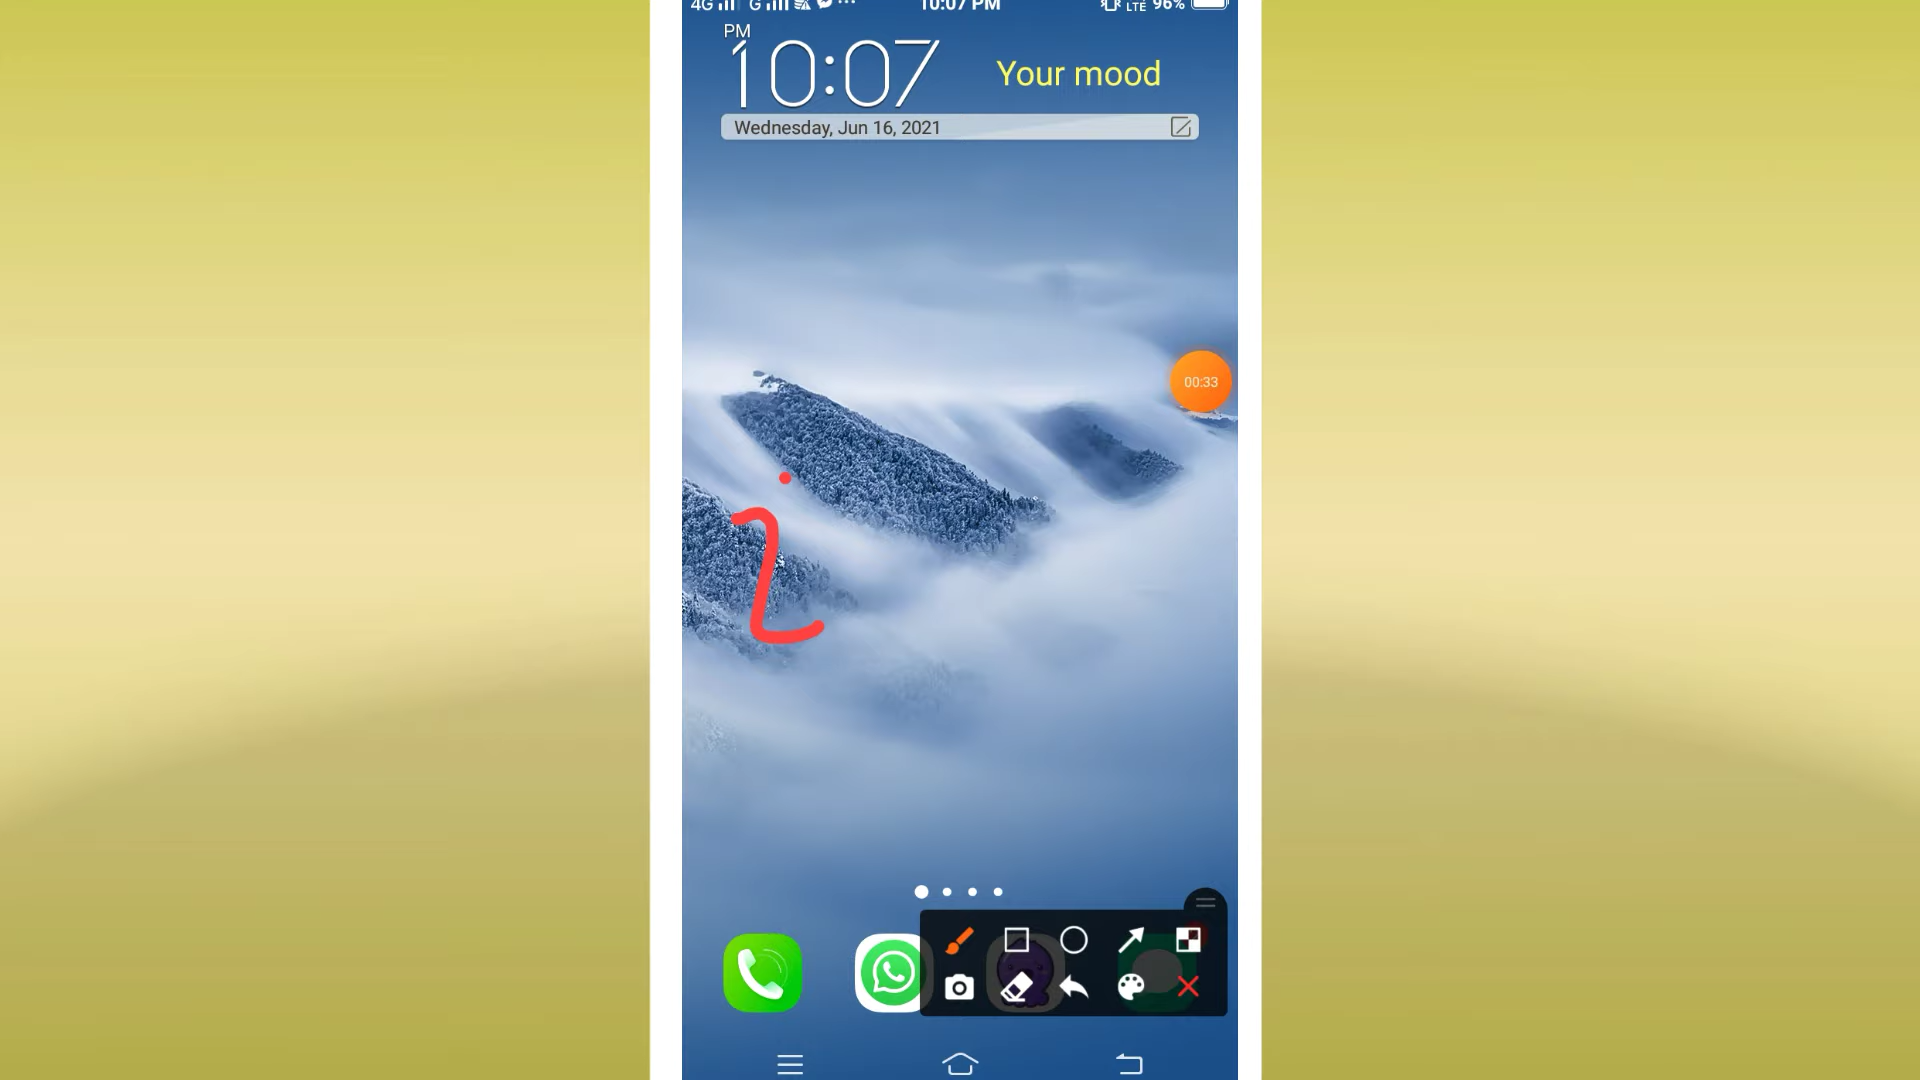 4G G 10:07 PM LTE 96%
PM
10:07 Your mood
Wednesday, Jun 16, 2021
00:33